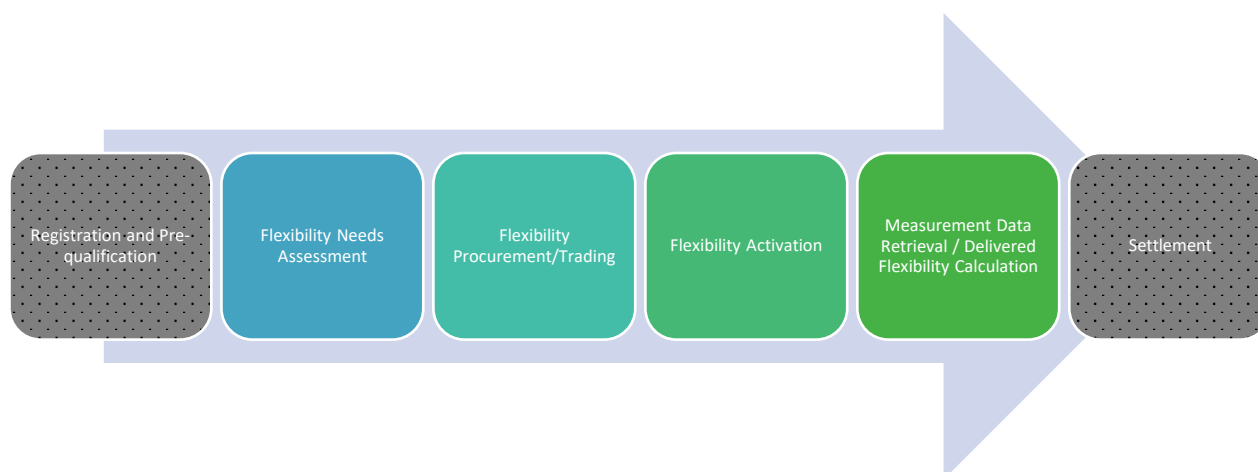 Registration and Pre-
qualification
Flexibility Needs
Assessment
Flexibility
Procurement/Trading
Flexibility Activation
Measurement Data
Retrieval / Delivered
Flexibility Calculation
Settlement